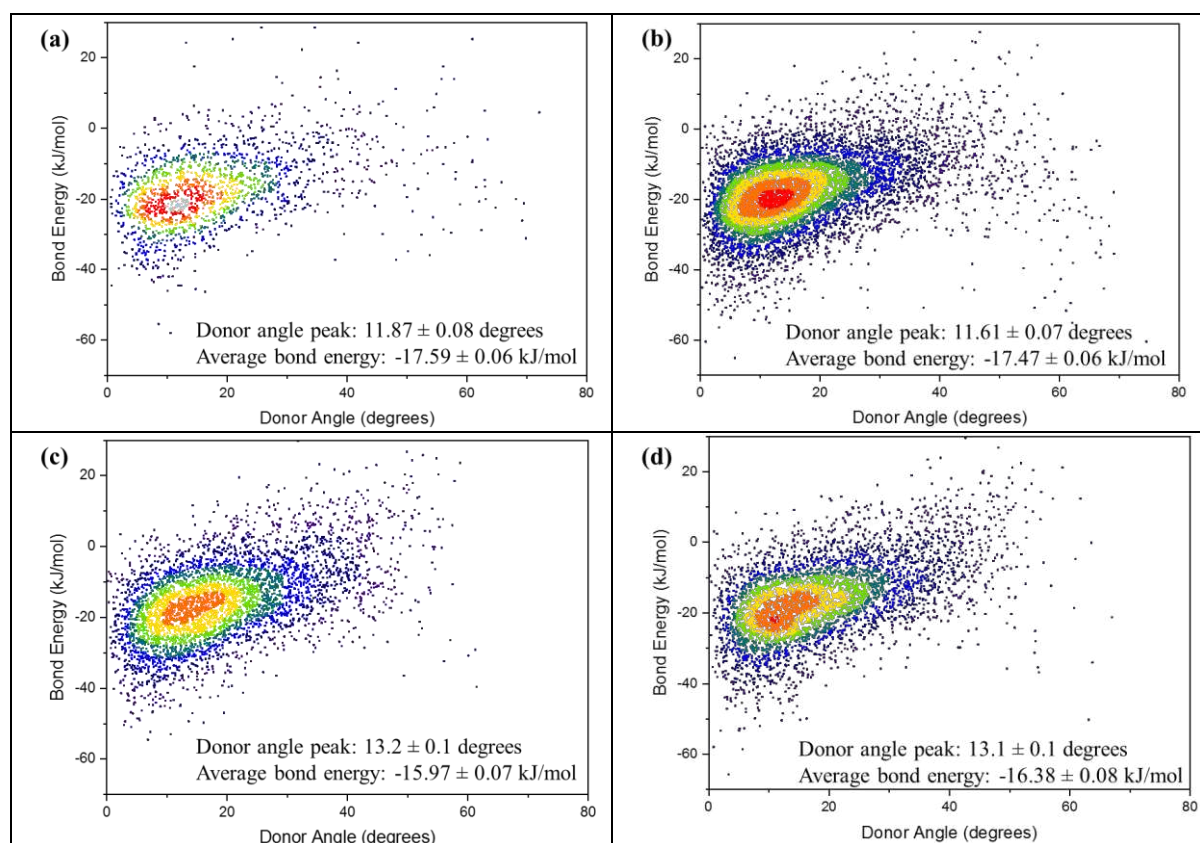 (a)
20
0
-20
-40
-60
Bond Energy (kJ/mol)
Donor angle peak: 11.87 ± 0.08 degrees
Average bond energy: -17.59 ± 0.06 kJ/mol
0 20 40 60 80
Donor Angle (degrees)
(b)
20
0
-20
-40
-60
Bond Energy (kJ/mol)
Donor angle peak: 11.61 ± 0.07 degrees
Average bond energy: -17.47 ± 0.06 kJ/mol
0 20 40 60 80
Donor Angle (degrees)
(c)
20
0
-20
-40
-60
Bond Energy (kJ/mol)
Donor angle peak: 13.2 ± 0.1 degrees
Average bond energy: -15.97 ± 0.07 kJ/mol
0 20 40 60 80
Donor Angle (degrees)
(d)
20
0
-20
-40
-60
Bond Energy (kJ/mol)
Donor angle peak: 13.1 ± 0.1 degrees
Average bond energy: -16.38 ± 0.08 kJ/mol
0 20 40 60 80
Donor Angle (degrees)